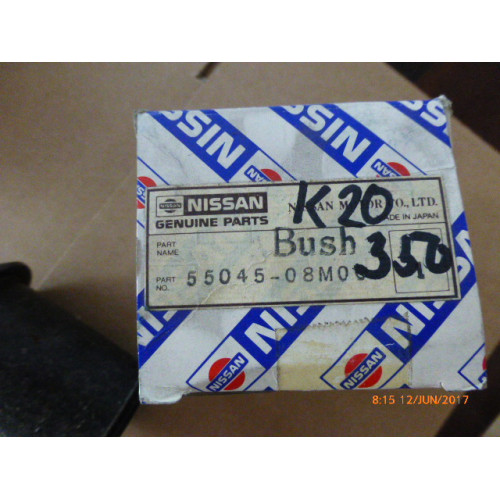 NISSAN
NISSAN
NISSAN MOTOR CO., LTD.
GENUINE PARTS
MADE IN JAPAN
K20
PART NAME
Bush
350
PART NO.
55045-08M0
NISSAN
NISSAN
8:15 12/JUN/2017